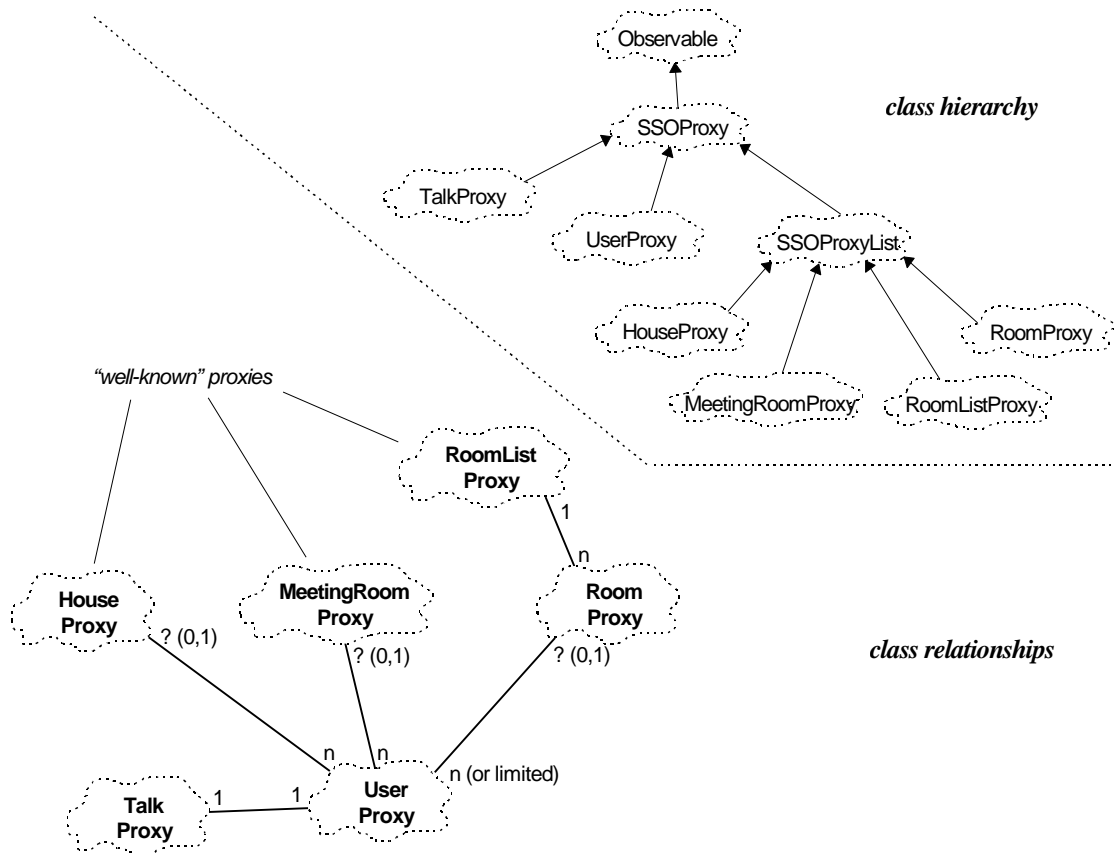 Observable
class hierarchy
SSOProxy
TalkProxy
UserProxy
SSOProxyList
HouseProxy
RoomProxy
MeetingRoomProxy
RoomListProxy
“well-known” proxies
RoomList
Proxy
1
n
House
Proxy
MeetingRoom
Proxy
Room
Proxy
? (0,1)
? (0,1)
? (0,1)
class relationships
n
n
n (or limited)
Talk
Proxy
1
1
User
Proxy